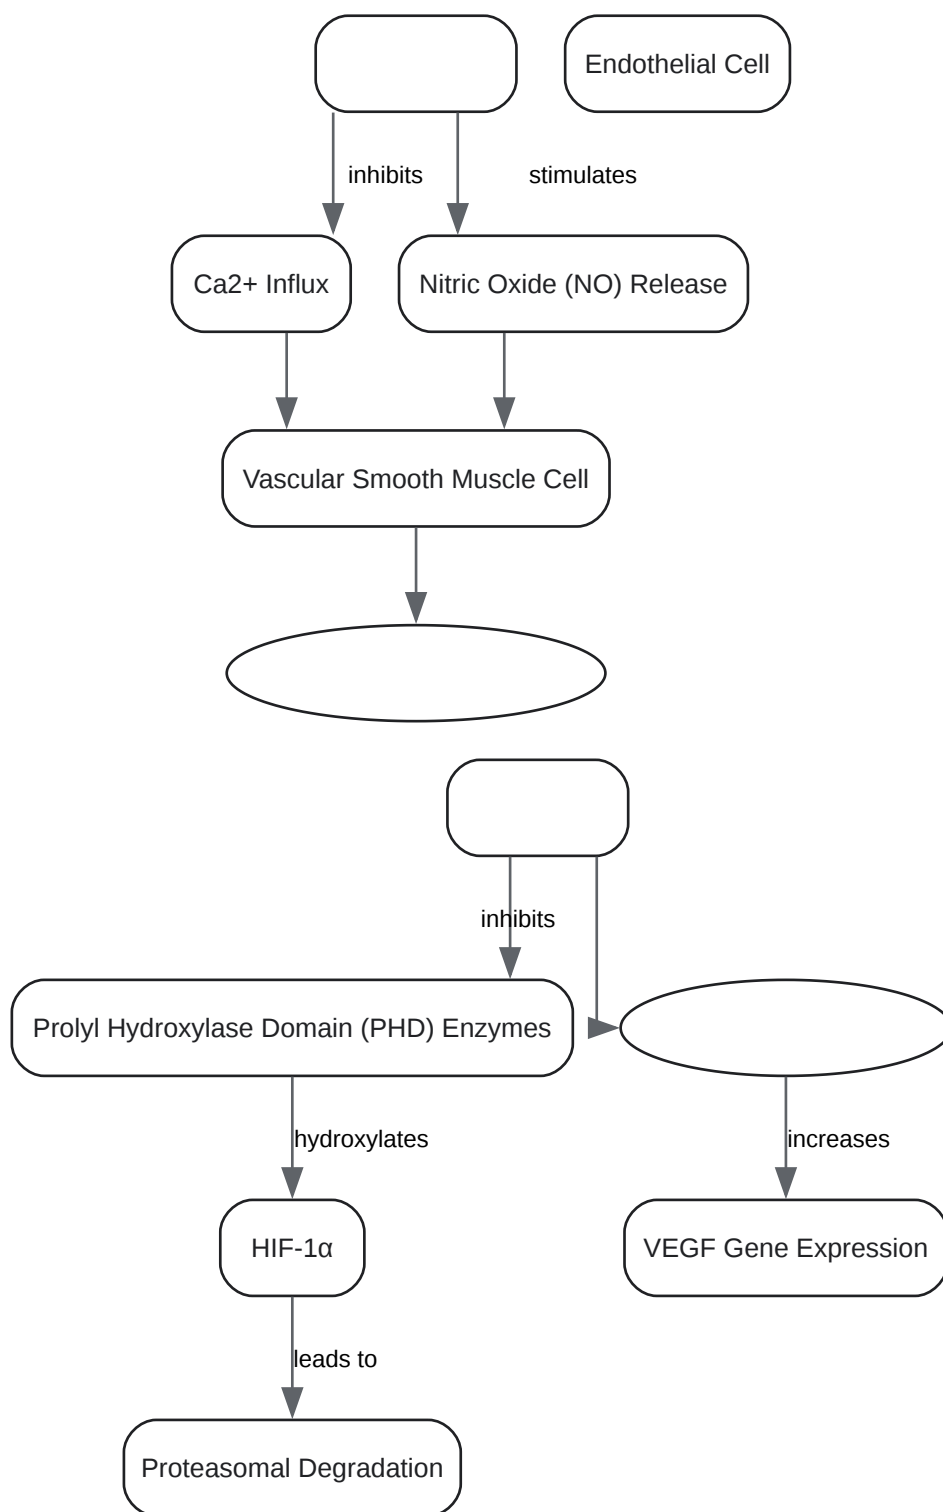 Endothelial Cell
inhibits
stimulates
Ca2+ Influx
Nitric Oxide (NO) Release
Vascular Smooth Muscle Cell
inhibits
Prolyl Hydroxylase Domain (PHD) Enzymes
hydroxylates
increases
HIF-1α
VEGF Gene Expression
leads to
Proteasomal Degradation